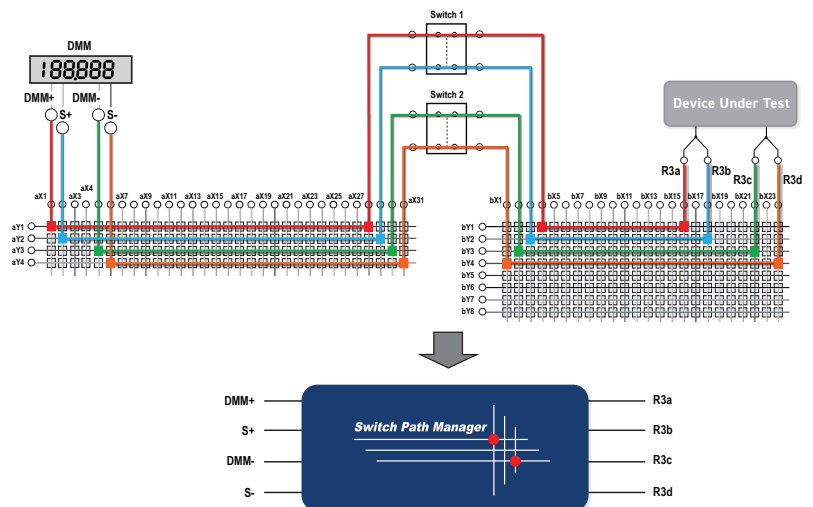 Switch 1
DMM
188,888
DMM+ DMM-
S+ S-
Switch 2
Device Under Test
R3a R3b R3c R3d
aX1 aX3 aX4 aX7 aX9 aX11 aX13 aX15 aX17 aX19 aX21 aX23 aX25 aX27 aX31
bX1 bX5 bX7 bX9 bX11 bX13 bX15 bX17 bX19 bX21 bX23
aY1
aY2
aY3
aY4
bY1
bY2
bY3
bY4
bY5
bY6
bY7
bY8
DMM+
S+
DMM-
S-
Switch Path Manager
R3a
R3b
R3c
R3d